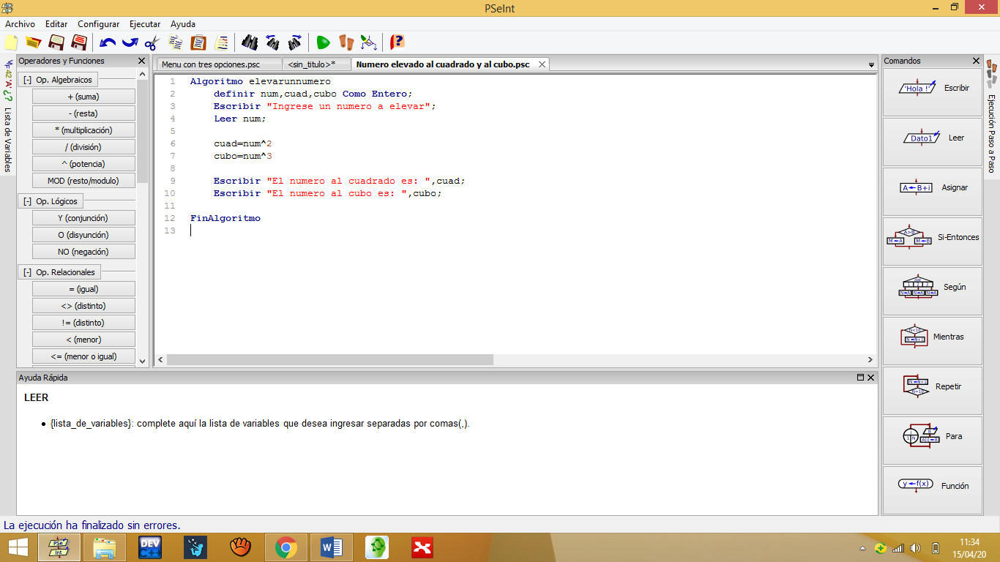 PSeInt
Archivo Editar Configurar Ejecutar Ayuda
Operadores y Funciones
Menu con tres opciones.psc
<sin_titulo>*
Numero elevado al cuadrado y al cubo.psc
Comandos
Lista de Variables
[-] Op. Algebraicos
+ (suma)
- (resta)
* (multiplicación)
/ (división)
^ (potencia)
MOD (resto/modulo)
[-] Op. Lógicos
Y (conjunción)
O (disyunción)
NO (negación)
[-] Op. Relacionales
= (igual)
<> (distinto)
!= (distinto)
< (menor)
<= (menor o igual)
1 Algoritmo elevarunnumero
2 definir num,cuad,cubo Como Entero;
3 Escribir "Ingrese un numero a elevar";
4 Leer num;
5
6 cuad=num^2
7 cubo=num^3
8
9 Escribir "El numero al cuadrado es: ",cuad;
10 Escribir "El numero al cubo es: ",cubo;
11
12 FinAlgoritmo
13
'Hola !' Escribir
Dato1 Leer
A←B+i Asignar
A>B M←A M←B Si-Entonces
Según
Mientras
Repetir
Para
y←f(x) Función
Ejecución Paso a Paso
Ayuda Rápida
LEER
• {lista_de_variables}: complete aquí la lista de variables que desea ingresar separadas por comas(,).
La ejecución ha finalizado sin errores.
PSe
Int
DEV
C++
W
11:34
15/04/20